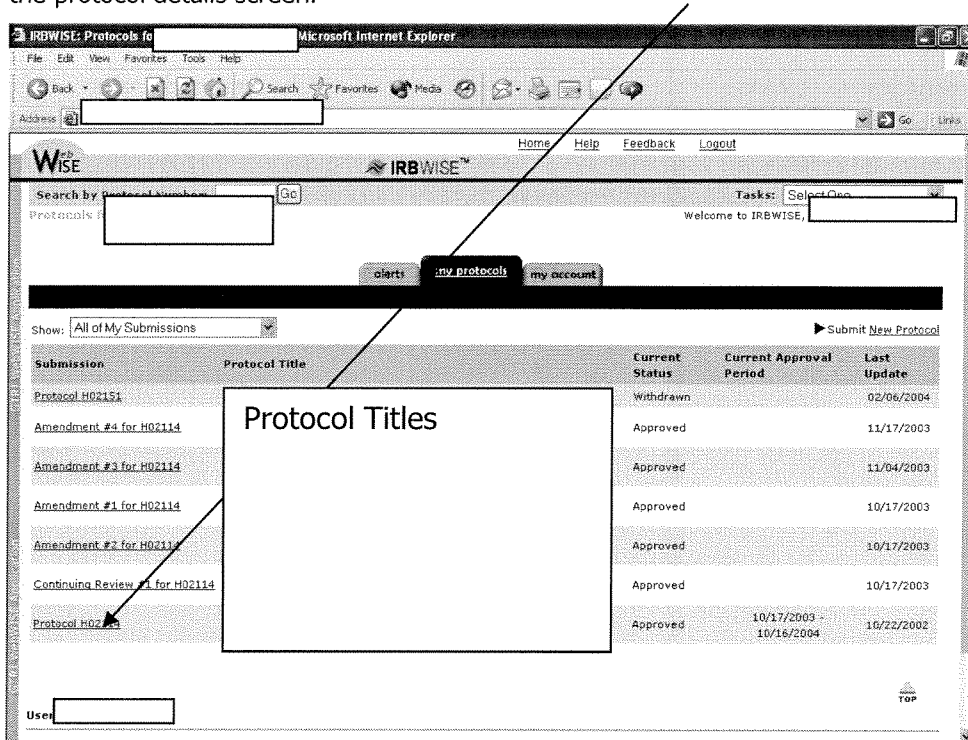 the protocol details screen.
IRBWISE: Protocols fo Microsoft Internet Explorer
File Edit View Favorites Tools Help
Back Search Favorites Media
Address Go Links
Home Help Feedback Logout
Web WISE IRBWISE™
Search by Protocol Number: Go Tasks: Select One
Protocols f Welcome to IRBWISE,
alerts my protocols my account
Show: All of My Submissions Submit New Protocol
Submission Protocol Title Current Status Current Approval Period Last Update
Protocol H02151 Withdrawn 02/06/2004
Protocol Titles
Amendment #4 for H02114 Approved 11/17/2003
Amendment #3 for H02114 Approved 11/04/2003
Amendment #1 for H02114 Approved 10/17/2003
Amendment #2 for H02114 Approved 10/17/2003
Continuing Review #1 for H02114 Approved 10/17/2003
Protocol H02114 Approved 10/17/2003 - 10/16/2004 10/22/2002
TOP
User